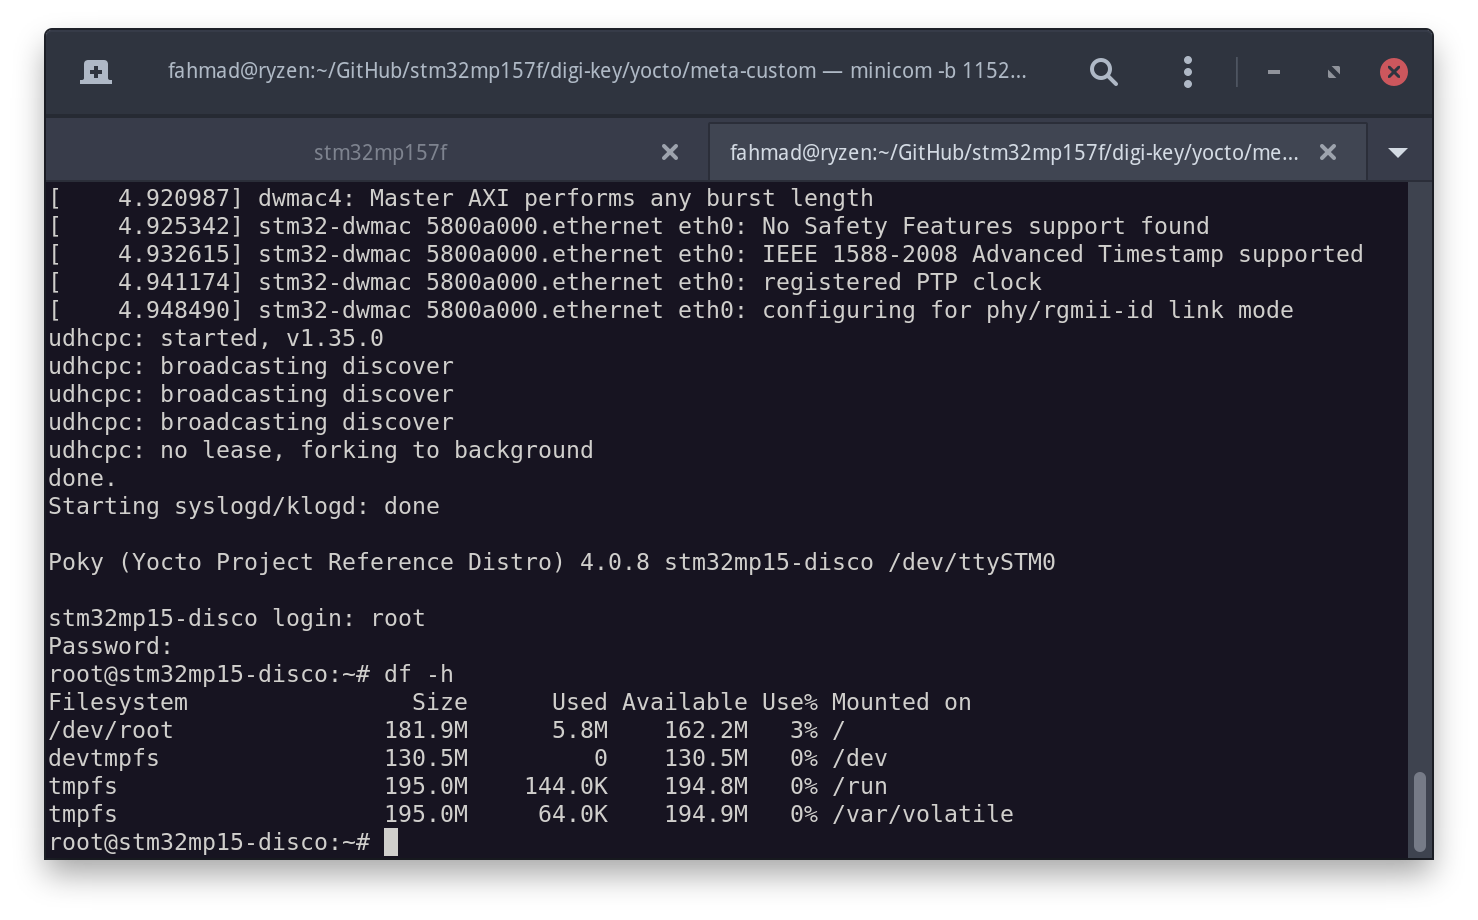 fahmad@ryzen:~/GitHub/stm32mp157f/digi-key/yocto/meta-custom — minicom -b 1152...
stm32mp157f
fahmad@ryzen:~/GitHub/stm32mp157f/digi-key/yocto/me...
[    4.920987] dwmac4: Master AXI performs any burst length
[    4.925342] stm32-dwmac 5800a000.ethernet eth0: No Safety Features support found
[    4.932615] stm32-dwmac 5800a000.ethernet eth0: IEEE 1588-2008 Advanced Timestamp supported
[    4.941174] stm32-dwmac 5800a000.ethernet eth0: registered PTP clock
[    4.948490] stm32-dwmac 5800a000.ethernet eth0: configuring for phy/rgmii-id link mode
udhcpc: started, v1.35.0
udhcpc: broadcasting discover
udhcpc: broadcasting discover
udhcpc: broadcasting discover
udhcpc: no lease, forking to background
done.
Starting syslogd/klogd: done
Poky (Yocto Project Reference Distro) 4.0.8 stm32mp15-disco /dev/ttySTM0
stm32mp15-disco login: root
Password:
root@stm32mp15-disco:~# df -h
Filesystem                Size      Used Available Use% Mounted on
/dev/root               181.9M      5.8M    162.2M   3% /
devtmpfs                130.5M         0    130.5M   0% /dev
tmpfs                   195.0M    144.0K    194.8M   0% /run
tmpfs                   195.0M     64.0K    194.9M   0% /var/volatile
root@stm32mp15-disco:~#